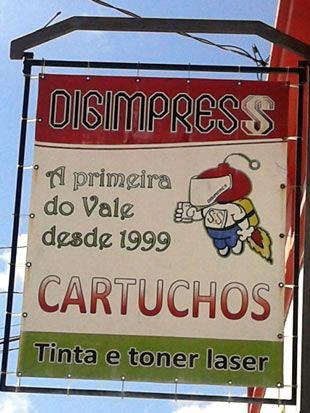 DIGIMPRESS
A primeira
do Vale
desde 1999
CARTUCHOS
Tinta e toner laser